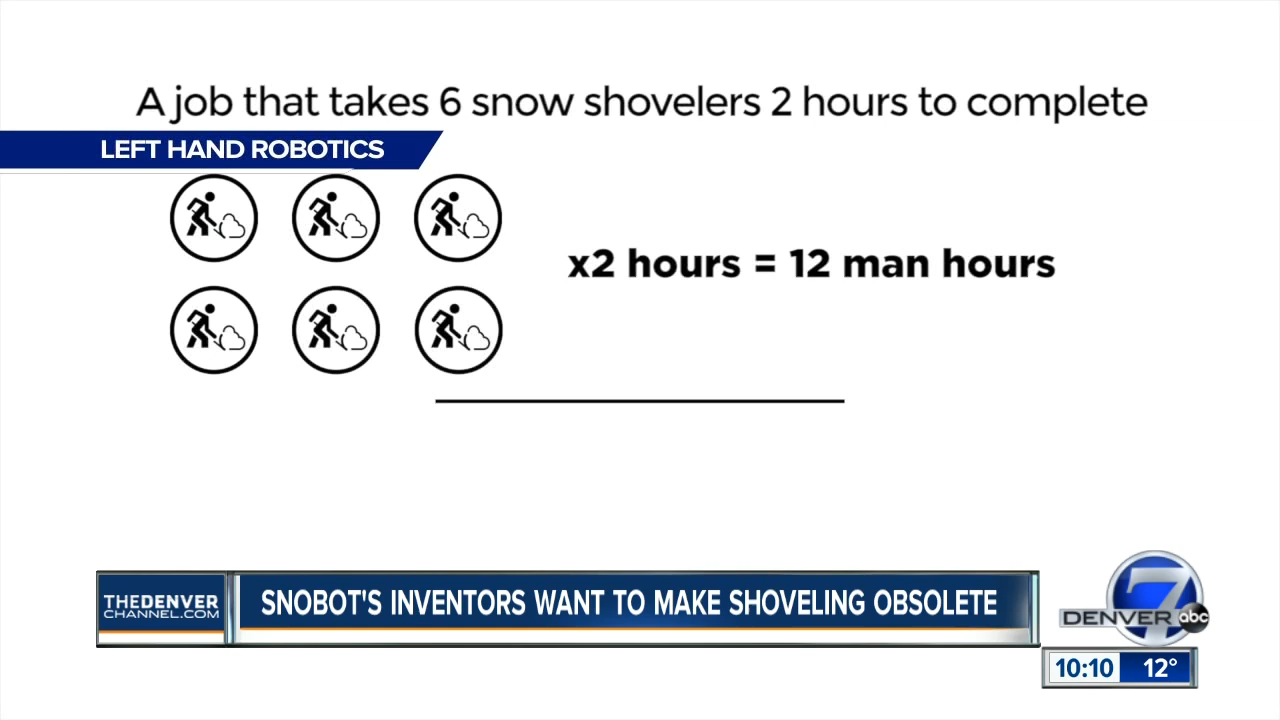 A job that takes 6 snow shovelers 2 hours to complete
LEFT HAND ROBOTICS
x2 hours = 12 man hours
THEDENVER
CHANNEL.COM
SNOBOT'S INVENTORS WANT TO MAKE SHOVELING OBSOLETE
7
DENVER abc
10:10 12°